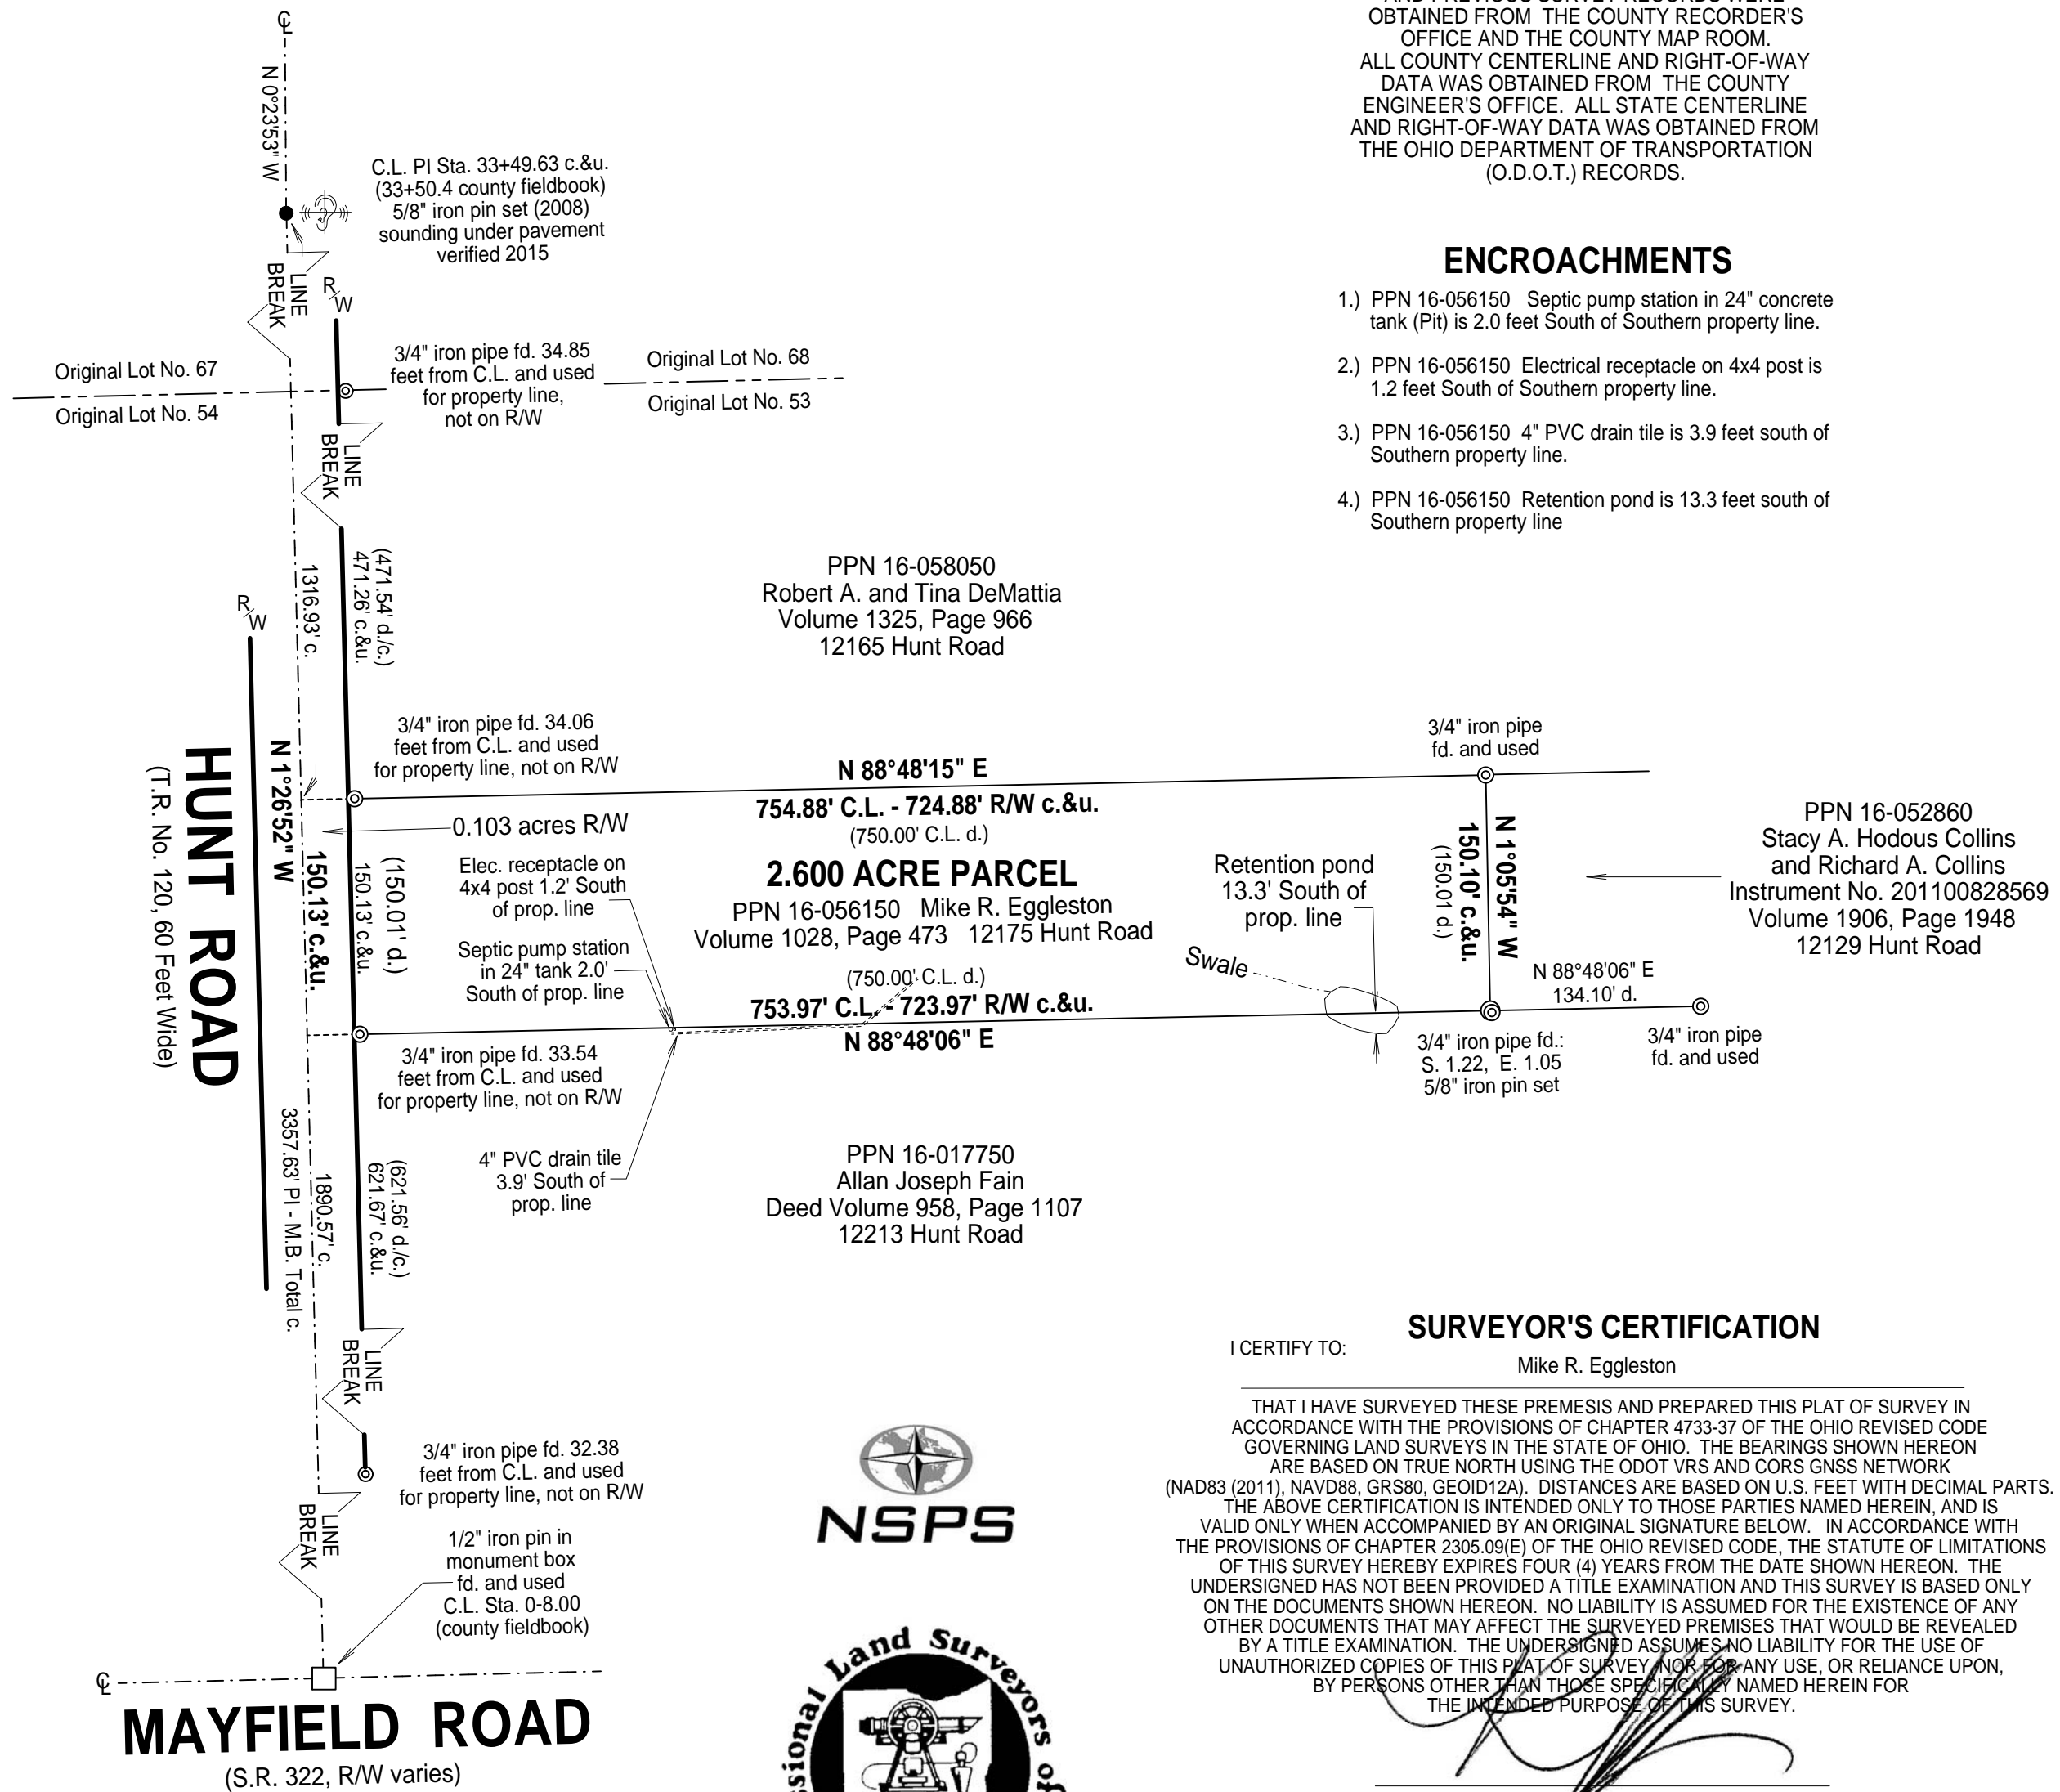 AND PREVIOUS SURVEY RECORDS WERE
OBTAINED FROM THE COUNTY RECORDER'S
OFFICE AND THE COUNTY MAP ROOM.
ALL COUNTY CENTERLINE AND RIGHT-OF-WAY
DATA WAS OBTAINED FROM THE COUNTY
ENGINEER'S OFFICE. ALL STATE CENTERLINE
AND RIGHT-OF-WAY DATA WAS OBTAINED FROM
THE OHIO DEPARTMENT OF TRANSPORTATION
(O.D.O.T.) RECORDS.
ENCROACHMENTS
1.) PPN 16-056150 Septic pump station in 24" concrete
tank (Pit) is 2.0 feet South of Southern property line.
2.) PPN 16-056150 Electrical receptacle on 4x4 post is
1.2 feet South of Southern property line.
3.) PPN 16-056150 4" PVC drain tile is 3.9 feet south of
Southern property line.
4.) PPN 16-056150 Retention pond is 13.3 feet south of
Southern property line
℄
N 0°23'53" W
C.L. PI Sta. 33+49.63 c.&u.
(33+50.4 county fieldbook)
5/8" iron pin set (2008)
sounding under pavement
verified 2015
LINE
BREAK
R/W
3/4" iron pipe fd. 34.85
feet from C.L. and used
for property line,
not on R/W
Original Lot No. 67
Original Lot No. 54
Original Lot No. 68
Original Lot No. 53
LINE
BREAK
(471.54' d./c.)
471.26' c.&u.
1316.93' c.
R/W
PPN 16-058050
Robert A. and Tina DeMattia
Volume 1325, Page 966
12165 Hunt Road
3/4" iron pipe fd. 34.06
feet from C.L. and used
for property line, not on R/W
3/4" iron pipe
fd. and used
N 88°48'15" E
754.88' C.L. - 724.88' R/W c.&u.
(750.00' C.L. d.)
HUNT ROAD
(T.R. No. 120, 60 Feet Wide)
N 1°26'52" W
150.13' c.&u.
0.103 acres R/W
(150.01' d.)
150.13' c.&u.
Elec. receptacle on
4x4 post 1.2' South
of prop. line
Septic pump station
in 24" tank 2.0'
South of prop. line
2.600 ACRE PARCEL
PPN 16-056150 Mike R. Eggleston
Volume 1028, Page 473 12175 Hunt Road
(750.00' C.L. d.)
753.97' C.L. - 723.97' R/W c.&u.
N 88°48'06" E
Retention pond
13.3' South of
prop. line
Swale
N 1°05'54" W
150.10' c.&u.
(150.01 d.)
PPN 16-052860
Stacy A. Hodous Collins
and Richard A. Collins
Instrument No. 201100828569
Volume 1906, Page 1948
12129 Hunt Road
N 88°48'06" E
134.10' d.
3/4" iron pipe fd.:
S. 1.22, E. 1.05
5/8" iron pin set
3/4" iron pipe
fd. and used
3/4" iron pipe fd. 33.54
feet from C.L. and used
for property line, not on R/W
4" PVC drain tile
3.9' South of
prop. line
PPN 16-017750
Allan Joseph Fain
Deed Volume 958, Page 1107
12213 Hunt Road
(621.56' d./c.)
621.67' c.&u.
1890.57' c.
3357.63' PI - M.B. Total c.
LINE
BREAK
3/4" iron pipe fd. 32.38
feet from C.L. and used
for property line, not on R/W
LINE
BREAK
1/2" iron pin in
monument box
fd. and used
C.L. Sta. 0-8.00
(county fieldbook)
℄
MAYFIELD ROAD
(S.R. 322, R/W varies)
NSPS
Land Surveyors of
SURVEYOR'S CERTIFICATION
I CERTIFY TO:
Mike R. Eggleston
THAT I HAVE SURVEYED THESE PREMESIS AND PREPARED THIS PLAT OF SURVEY IN
ACCORDANCE WITH THE PROVISIONS OF CHAPTER 4733-37 OF THE OHIO REVISED CODE
GOVERNING LAND SURVEYS IN THE STATE OF OHIO. THE BEARINGS SHOWN HEREON
ARE BASED ON TRUE NORTH USING THE ODOT VRS AND CORS GNSS NETWORK
(NAD83 (2011), NAVD88, GRS80, GEOID12A). DISTANCES ARE BASED ON U.S. FEET WITH DECIMAL PARTS.
THE ABOVE CERTIFICATION IS INTENDED ONLY TO THOSE PARTIES NAMED HEREIN, AND IS
VALID ONLY WHEN ACCOMPANIED BY AN ORIGINAL SIGNATURE BELOW. IN ACCORDANCE WITH
THE PROVISIONS OF CHAPTER 2305.09(E) OF THE OHIO REVISED CODE, THE STATUTE OF LIMITATIONS
OF THIS SURVEY HEREBY EXPIRES FOUR (4) YEARS FROM THE DATE SHOWN HEREON. THE
UNDERSIGNED HAS NOT BEEN PROVIDED A TITLE EXAMINATION AND THIS SURVEY IS BASED ONLY
ON THE DOCUMENTS SHOWN HEREON. NO LIABILITY IS ASSUMED FOR THE EXISTENCE OF ANY
OTHER DOCUMENTS THAT MAY AFFECT THE SURVEYED PREMISES THAT WOULD BE REVEALED
BY A TITLE EXAMINATION. THE UNDERSIGNED ASSUMES NO LIABILITY FOR THE USE OF
UNAUTHORIZED COPIES OF THIS PLAT OF SURVEY, NOR FOR ANY USE, OR RELIANCE UPON,
BY PERSONS OTHER THAN THOSE SPECIFICALLY NAMED HEREIN FOR
THE INTENDED PURPOSE OF THIS SURVEY.